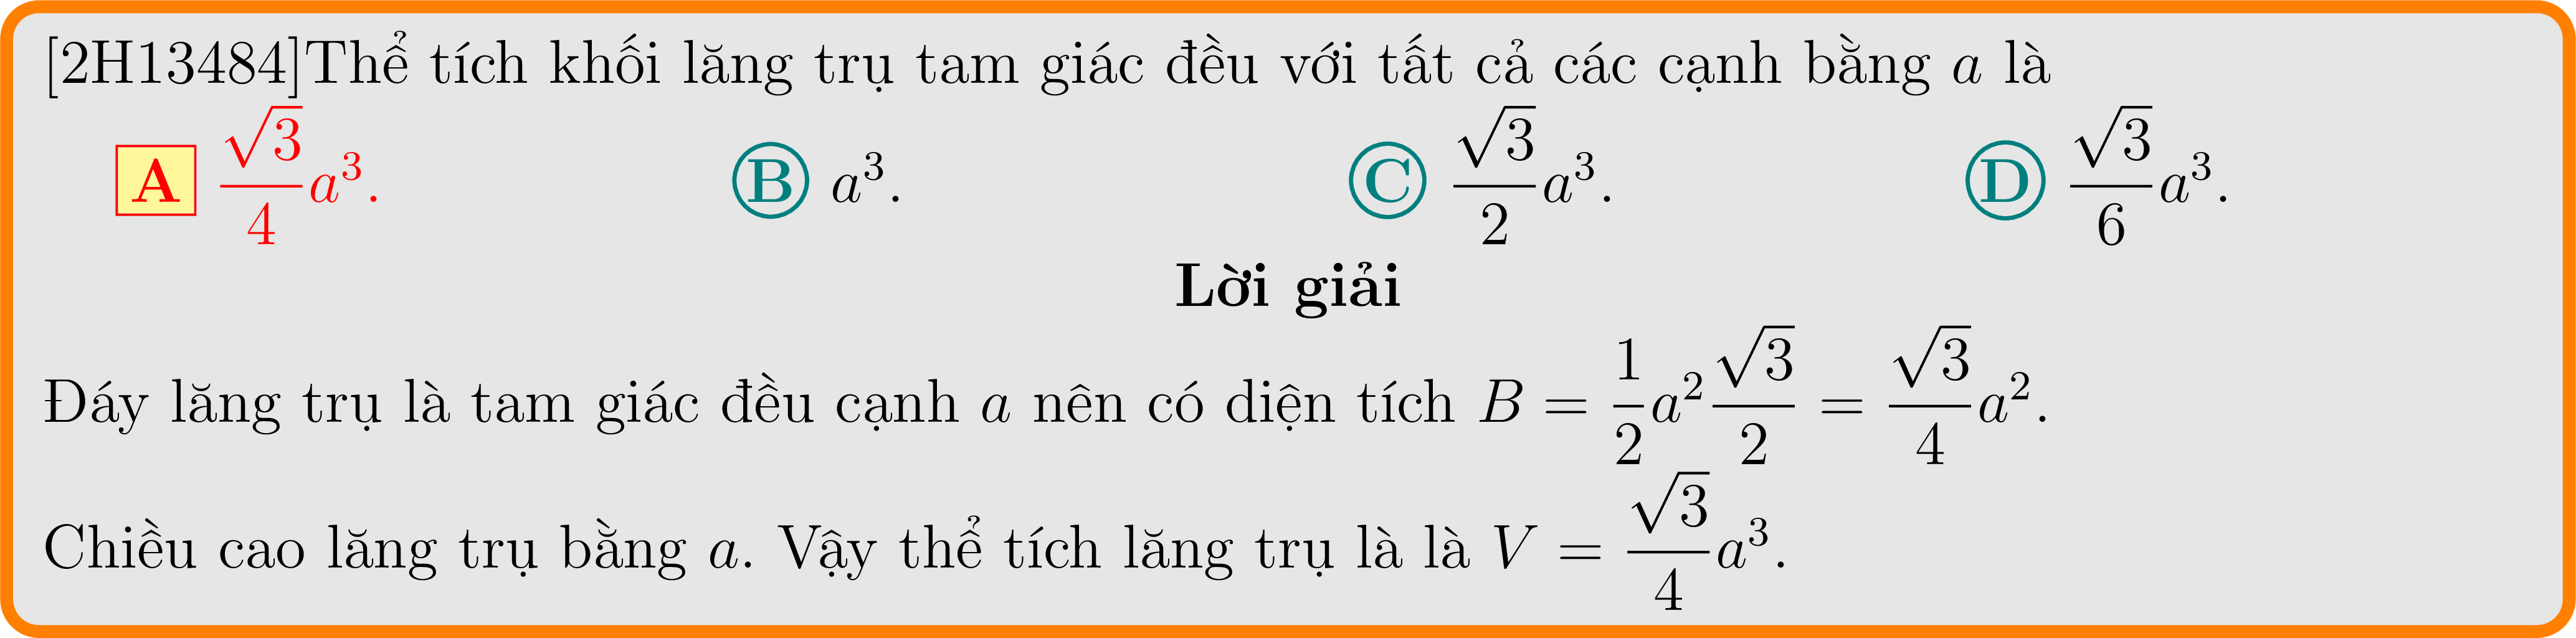 [2H13484]Thể tích khối lăng trụ tam giác đều với tất cả các cạnh bằng $a$ là
A $\frac{\sqrt{3}}{4}a^3$. B $a^3$. C $\frac{\sqrt{3}}{2}a^3$. D $\frac{\sqrt{3}}{6}a^3$.
Lời giải
Đáy lăng trụ là tam giác đều cạnh $a$ nên có diện tích $B = \frac{1}{2}a^2\frac{\sqrt{3}}{2} = \frac{\sqrt{3}}{4}a^2$.
Chiều cao lăng trụ bằng $a$. Vậy thể tích lăng trụ là là $V = \frac{\sqrt{3}}{4}a^3$.